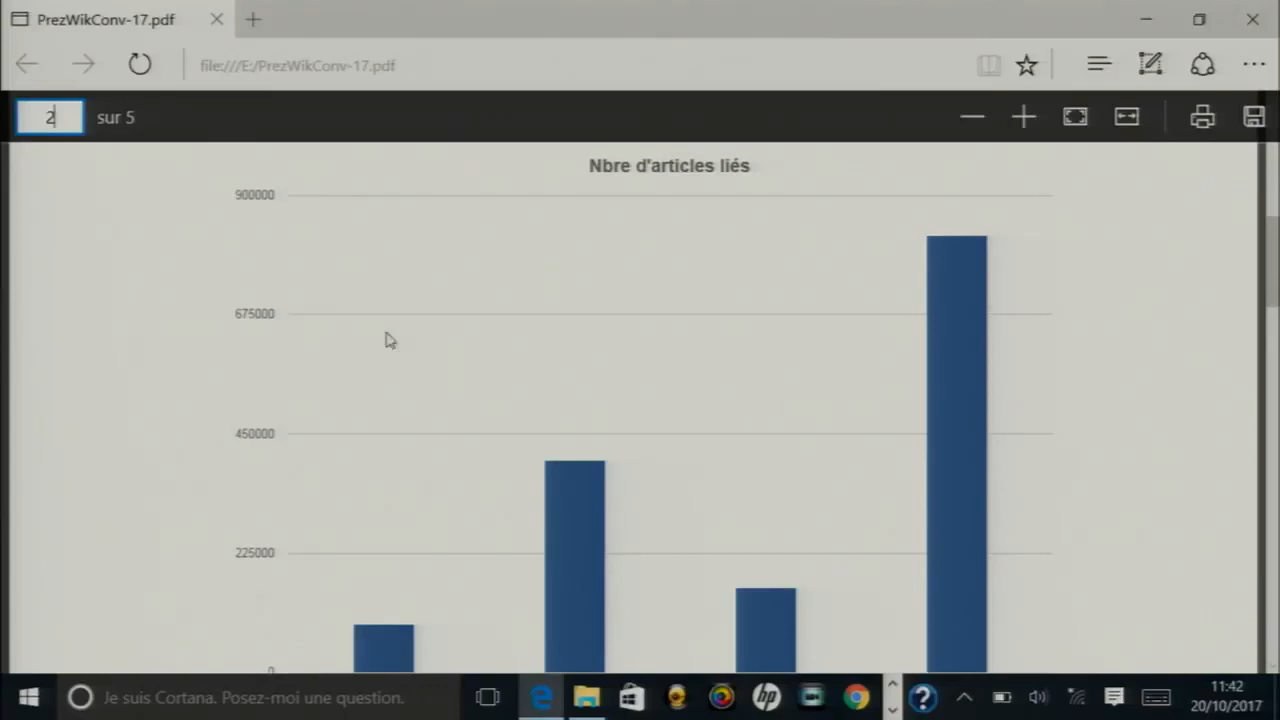 PrezWikConv-17.pdf
file:///E:/PrezWikConv-17.pdf
2 sur 5
Nbre d'articles liés
900000
675000
450000
225000
0
Je suis Cortana. Posez-moi une question.
hp
11:42
20/10/2017